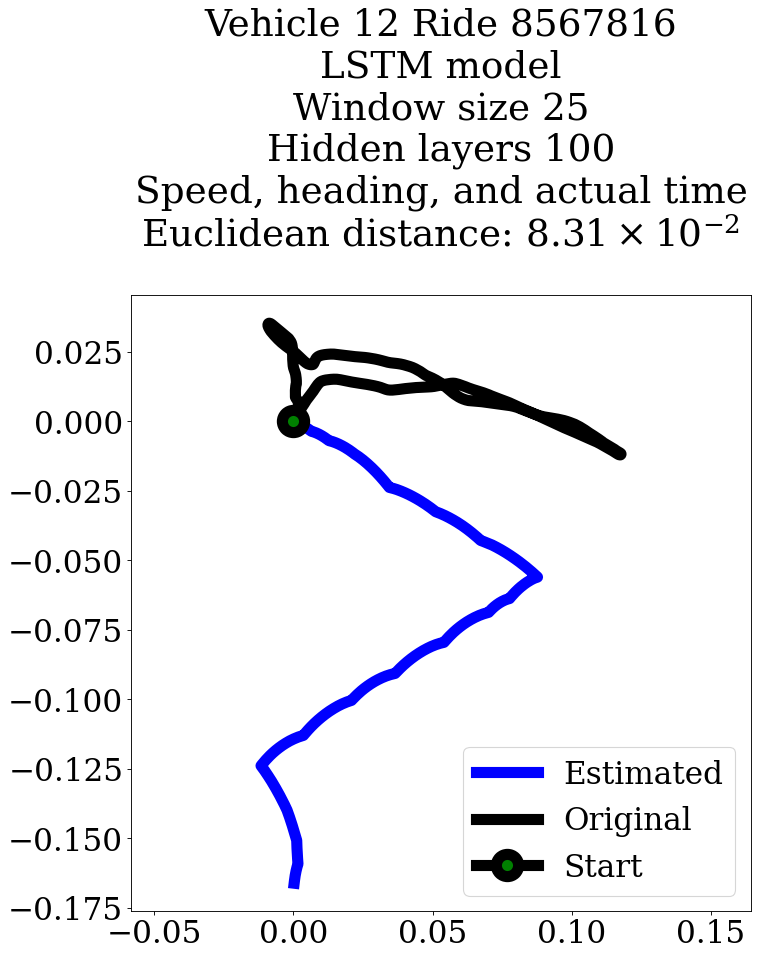 Vehicle 12 Ride 8567816
LSTM model
Window size 25
Hidden layers 100
Speed, heading, and actual time
Euclidean distance: 8.31 × 10⁻²
0.025
0.000
−0.025
−0.050
−0.075
−0.100
−0.125
−0.150
−0.175
Estimated
Original
Start
−0.05 0.00 0.05 0.10 0.15